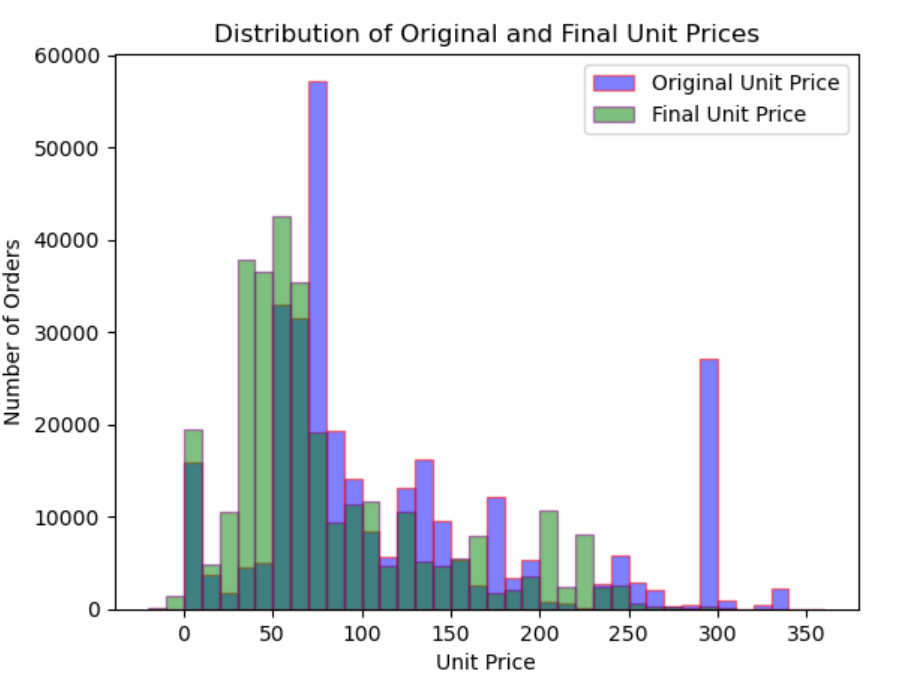 Distribution of Original and Final Unit Prices
Original Unit Price
Final Unit Price
60000
50000
40000
30000
20000
10000
0
Number of Orders
0 50 100 150 200 250 300 350
Unit Price